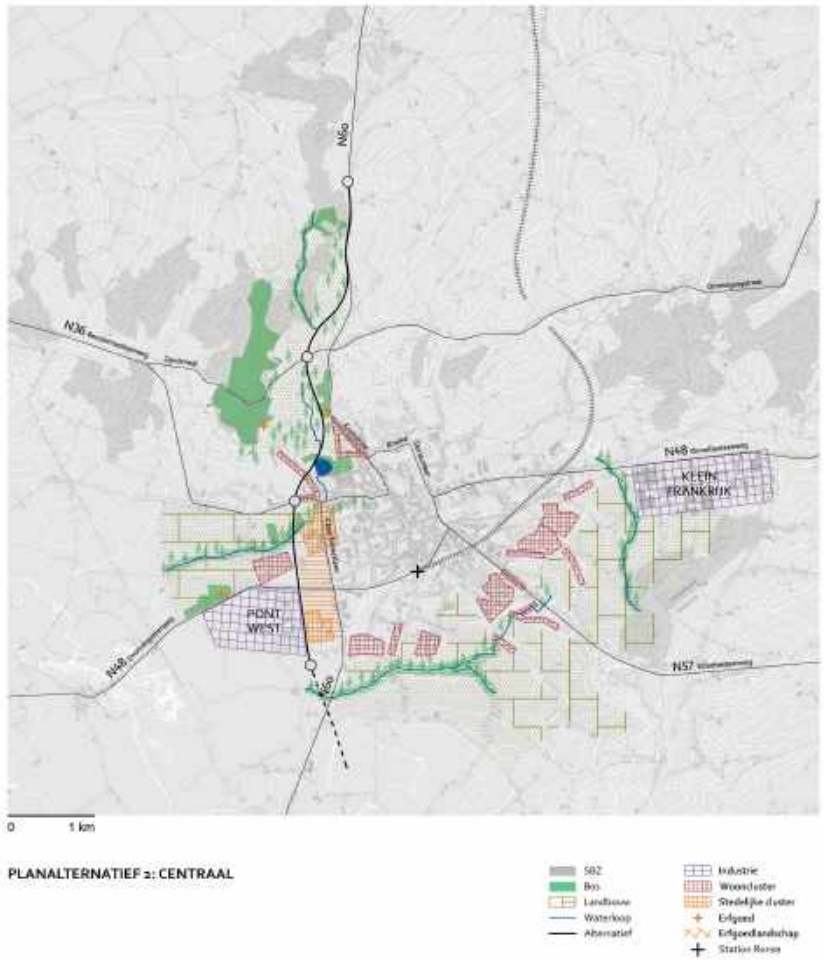 N60
N36
N48
KLEIN
FRANKRIJK
PONT
WEST
N48
N57
N60
0 1 km
PLANALTERNATIEF 2: CENTRAAL
SBZ
Bos
Landbouw
Waterloop
Alternatief
Industrie
Wooncluster
Stedelijke cluster
Erfgoed
Erfgoedlandschap
Station Ronse